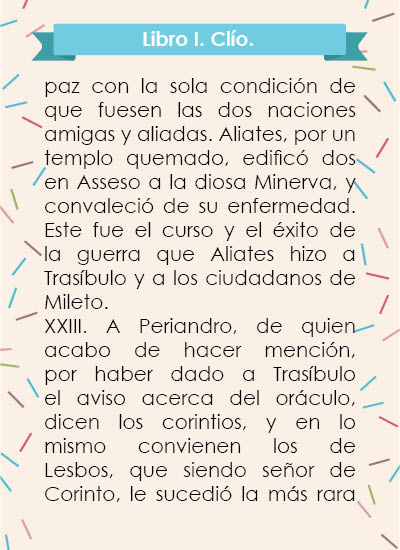 Libro I. Clío.
paz con la sola condición de
que fuesen las dos naciones
amigas y aliadas. Aliates, por un
templo quemado, edificó dos
en Asseso a la diosa Minerva, y
convaleció de su enfermedad.
Este fue el curso y el éxito de
la guerra que Aliates hizo a
Trasíbulo y a los ciudadanos de
Mileto.
XXIII. A Periandro, de quien
acabo de hacer mención,
por haber dado a Trasíbulo
el aviso acerca del oráculo,
dicen los corintios, y en lo
mismo convienen los de
Lesbos, que siendo señor de
Corinto, le sucedió la más rara